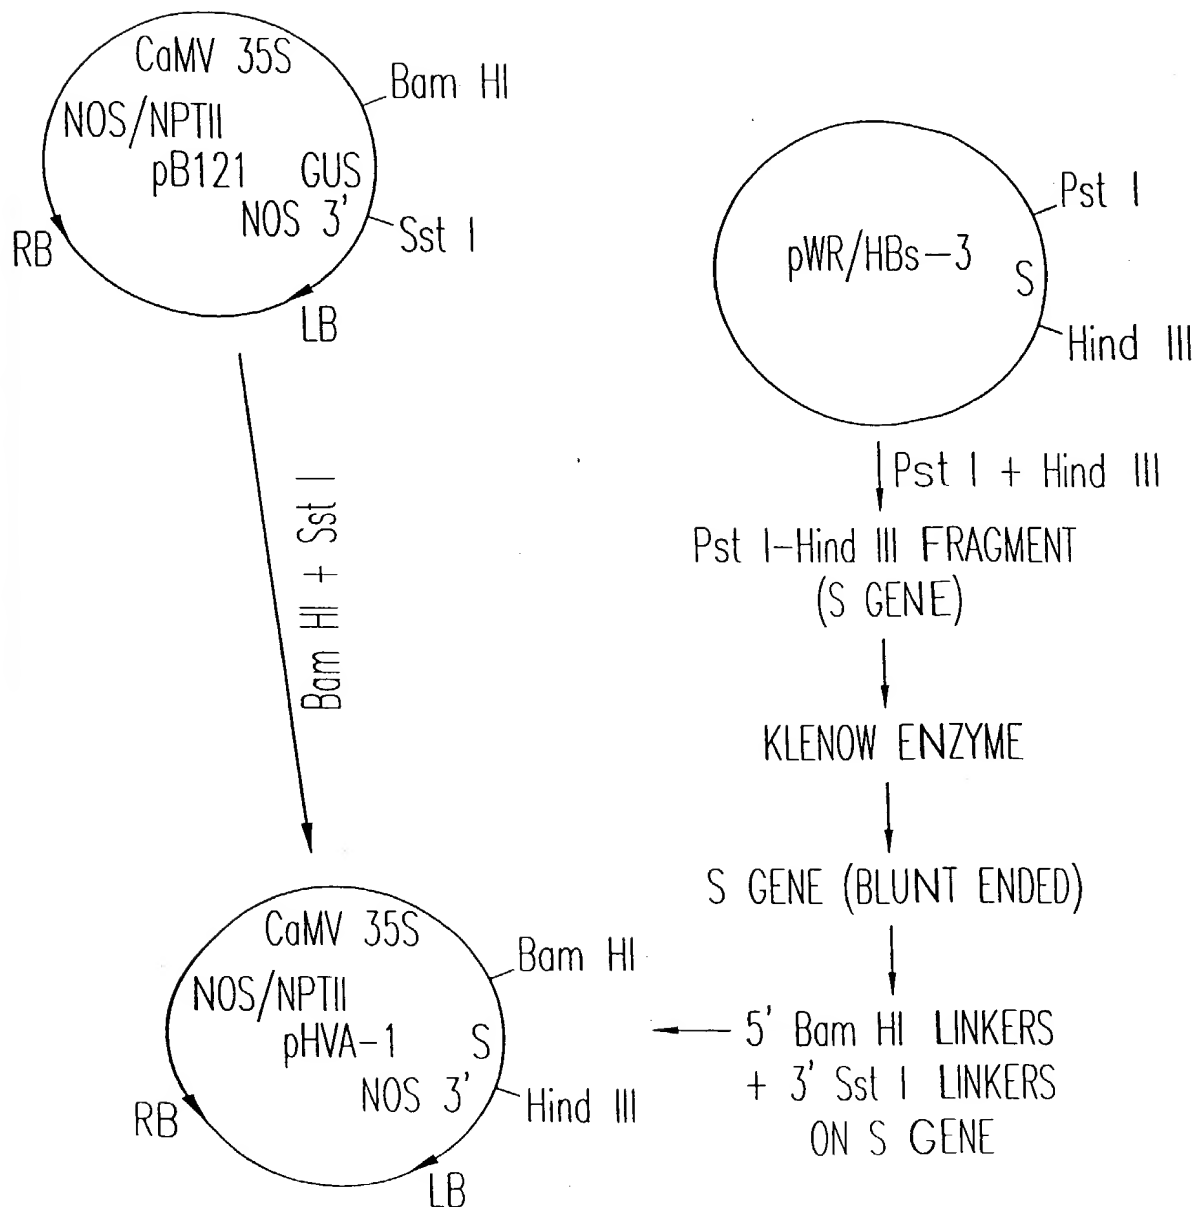 CaMV 35S
Bam HI
NOS/NPTII
pB121
GUS
NOS 3'
Sst I
RB
LB
Bam HI + Sst I
pWR/HBs-3
Pst I
S
Hind III
Pst I + Hind III
Pst I-Hind III FRAGMENT
(S GENE)
KLENOW ENZYME
S GENE (BLUNT ENDED)
5' Bam HI LINKERS
+ 3' Sst I LINKERS
ON S GENE
CaMV 35S
Bam HI
NOS/NPTII
pHVA-1
S
NOS 3'
Hind III
RB
LB